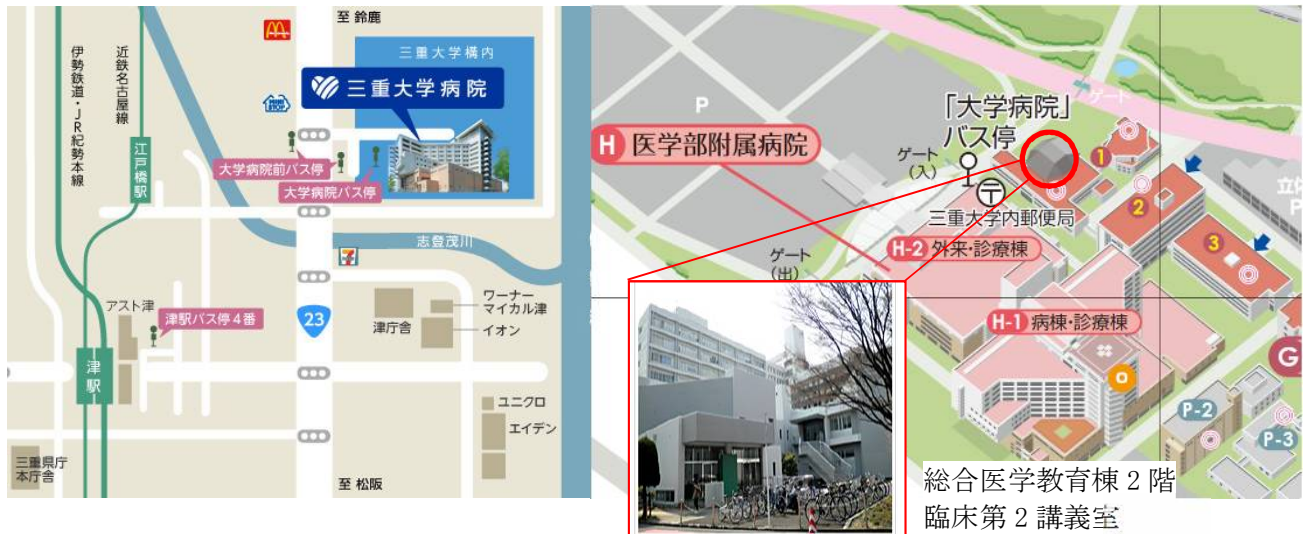 至 鈴鹿
三重大学構内
三重大学病院
伊勢鉄道・JR紀勢本線
近鉄名古屋線
江戸橋駅
MINI STOP
大学病院前バス停
大学病院バス停
志登茂川
アスト津
津駅バス停4番
津駅
23
津庁舎
ワーナー
マイカル津
イオン
ユニクロ
エイデン
三重県庁
本庁舎
至 松阪
P
「大学病院」
バス停
ゲート
H 医学部附属病院
ゲート
(入)
〒
三重大学内郵便局
1
2
3
H-2 外来・診療棟
ゲート
(出)
H-1 病棟・診療棟
G
P-2
P-3
総合医学教育棟2階
臨床第2講義室